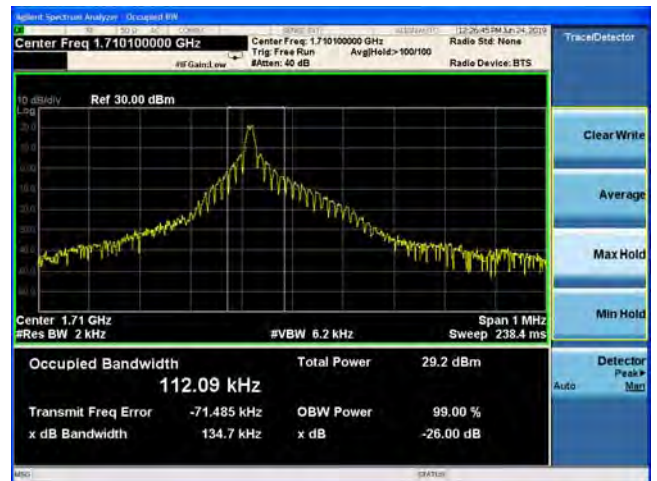 Agilent Spectrum Analyzer - Occupied BW
Center Freq 1.710100000 GHz
Center Freq: 1.710100000 GHz
Trig: Free Run Avg|Hold:>100/100
#IFGain:Low
#Atten: 40 dB
12:26:45 PM Jun 24, 2019
Radio Std: None
Radio Device: BTS
Trace/Detector
10 dB/div Ref 30.00 dBm
Log
Clear Write
Average
Max Hold
Min Hold
Center 1.71 GHz
Span 1 MHz
#Res BW 2 kHz
#VBW 6.2 kHz
Sweep 238.4 ms
Occupied Bandwidth
112.09 kHz
Total Power 29.2 dBm
Transmit Freq Error -71.485 kHz
OBW Power 99.00 %
x dB Bandwidth 134.7 kHz
x dB -26.00 dB
Detector
Peak▶
Auto Man
MSG
STATUS